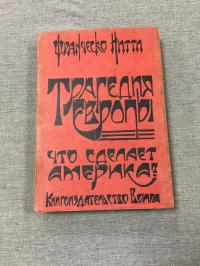 Франческо Нитти
Трагедия
Европы
что сделает
америка?
Книгоиздательство Волга